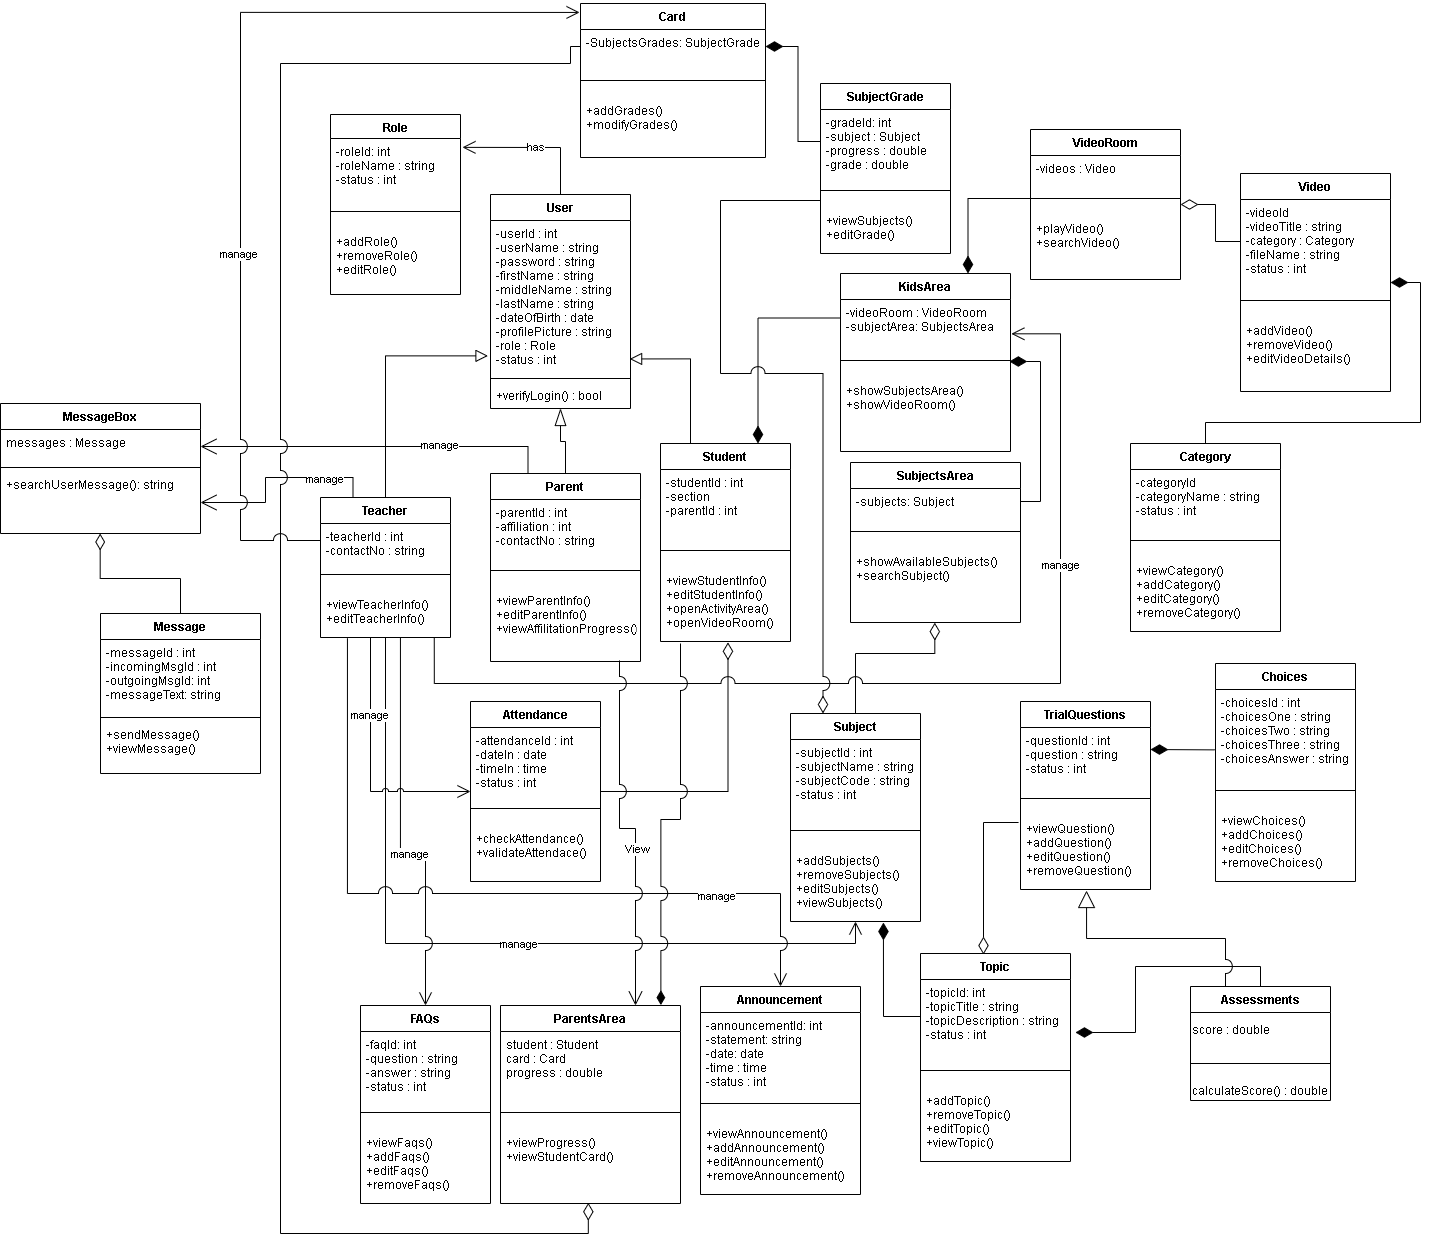 Card
-SubjectsGrades: SubjectGrade
+addGrades()
+modifyGrades()
SubjectGrade
-gradeId: int
-subject : Subject
-progress : double
-grade : double
+viewSubjects()
+editGrade()
Role
-roleId: int
-roleName : string
-status : int
+addRole()
+removeRole()
+editRole()
has
VideoRoom
-videos : Video
+playVideo()
+searchVideo()
Video
-videoId
-videoTitle : string
-category : Category
-fileName : string
-status : int
+addVideo()
+removeVideo()
+editVideoDetails()
User
-userId : int
-userName : string
-password : string
-firstName : string
-middleName : string
-lastName : string
-dateOfBirth : date
-profilePicture : string
-role : Role
-status : int
+verifyLogin() : bool
manage
KidsArea
-videoRoom : VideoRoom
-subjectArea: SubjectsArea
+showSubjectsArea()
+showVideoRoom()
MessageBox
messages : Message
+searchUserMessage(): string
manage
manage
Teacher
-teacherId : int
-contactNo : string
+viewTeacherInfo()
+editTeacherInfo()
Parent
-parentId : int
-affiliation : int
-contactNo : string
+viewParentInfo()
+editParentInfo()
+viewAffilitationProgress()
Student
-studentId : int
-section
-parentId : int
+viewStudentInfo()
+editStudentInfo()
+openActivityArea()
+openVideoRoom()
SubjectsArea
-subjects: Subject
+showAvailableSubjects()
+searchSubject()
manage
Category
-categoryId
-categoryName : string
-status : int
+viewCategory()
+addCategory()
+editCategory()
+removeCategory()
Message
-messageId : int
-incomingMsgId : int
-outgoingMsgId: int
-messageText: string
+sendMessage()
+viewMessage()
manage
Attendance
-attendanceId : int
-dateIn : date
-timeIn : time
-status : int
+checkAttendance()
+validateAttendace()
Subject
-subjectId : int
-subjectName : string
-subjectCode : string
-status : int
+addSubjects()
+removeSubjects()
+editSubjects()
+viewSubjects()
TrialQuestions
-questionId : int
-question : string
-status : int
+viewQuestion()
+addQuestion()
+editQuestion()
+removeQuestion()
Choices
-choicesId : int
-choicesOne : string
-choicesTwo : string
-choicesThree : string
-choicesAnswer : string
+viewChoices()
+addChoices()
+editChoices()
+removeChoices()
manage
View
manage
manage
FAQs
-faqId: int
-question : string
-answer : string
-status : int
+viewFaqs()
+addFaqs()
+editFaqs()
+removeFaqs()
ParentsArea
student : Student
card : Card
progress : double
+viewProgress()
+viewStudentCard()
Announcement
-announcementId: int
-statement: string
-date: date
-time : time
-status : int
+viewAnnouncement()
+addAnnouncement()
+editAnnouncement()
+removeAnnouncement()
Topic
-topicId: int
-topicTitle : string
-topicDescription : string
-status : int
+addTopic()
+removeTopic()
+editTopic()
+viewTopic()
Assessments
score : double
calculateScore() : double